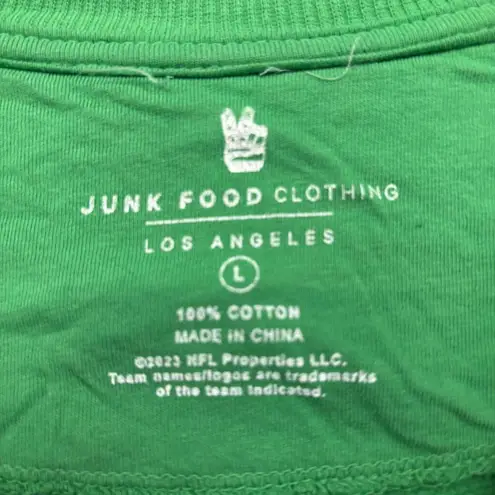 JUNK FOOD CLOTHING
LOS ANGELES
L
100% COTTON
MADE IN CHINA
©2023 NFL Properties LLC.
Team names/logos are trademarks
of the team indicated.